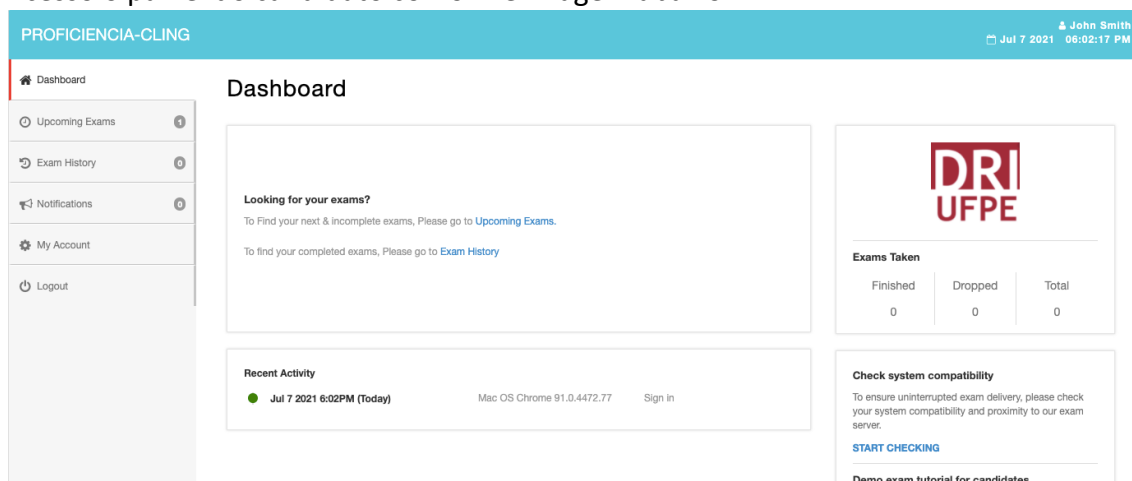 PROFICIENCIA-CLING
John Smith
Jul 7 2021 06:02:17 PM
Dashboard
Upcoming Exams 1
Exam History 0
Notifications 0
My Account
Logout
Dashboard
Looking for your exams?
To Find your next & incomplete exams, Please go to Upcoming Exams.
To find your completed exams, Please go to Exam History
Recent Activity
Jul 7 2021 6:02PM (Today) Mac OS Chrome 91.0.4472.77 Sign in
DRI
UFPE
Exams Taken
Finished Dropped Total
0 0 0
Check system compatibility
To ensure uninterrupted exam delivery, please check
your system compatibility and proximity to our exam
server.
START CHECKING
Demo exam tutorial for candidates